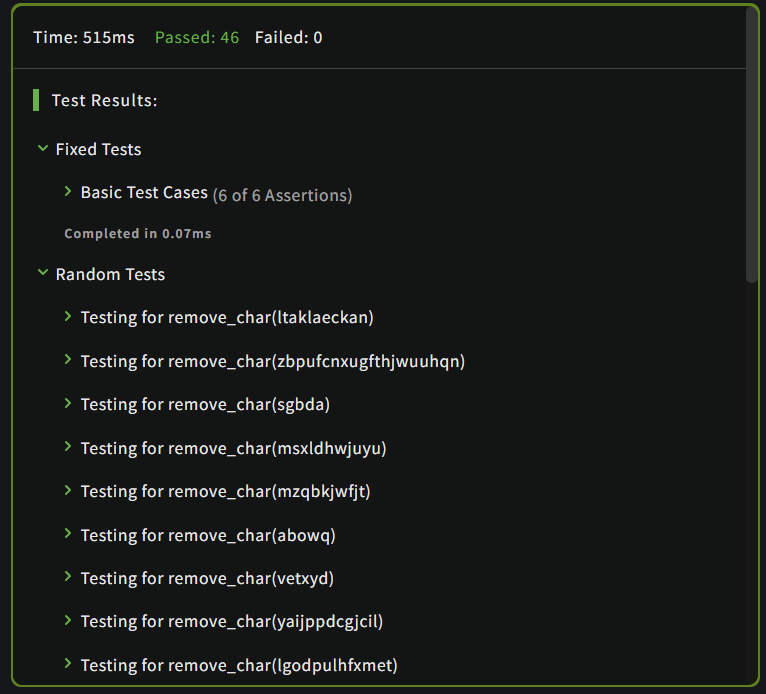 Time: 515ms Passed: 46 Failed: 0
Test Results:
Fixed Tests
Basic Test Cases (6 of 6 Assertions)
Completed in 0.07ms
Random Tests
Testing for remove_char(ltaklaeckan)
Testing for remove_char(zbpufcnxugfthjwuuhqn)
Testing for remove_char(sgbda)
Testing for remove_char(msxldhwjuyu)
Testing for remove_char(mzqbkjwfjt)
Testing for remove_char(abowq)
Testing for remove_char(vetxyd)
Testing for remove_char(yaijppdcgjcil)
Testing for remove_char(lgodpulhfxmet)